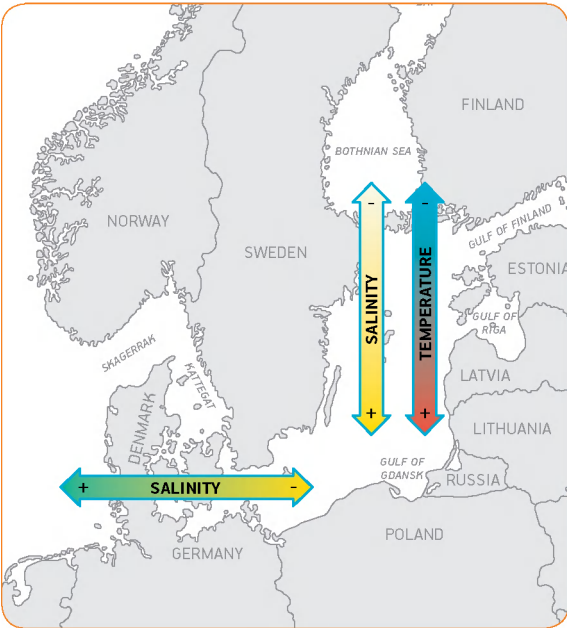 FINLAND
BOTHNIAN SEA
-
-
NORWAY
GULF OF FINLAND
SWEDEN
ESTONIA
SALINITY
TEMPERATURE
GULF OF
RIGA
SKAGERRAK
KATTEGAT
LATVIA
DENMARK
+
+
LITHUANIA
GULF OF
GDANSK
RUSSIA
+
SALINITY
-
POLAND
GERMANY